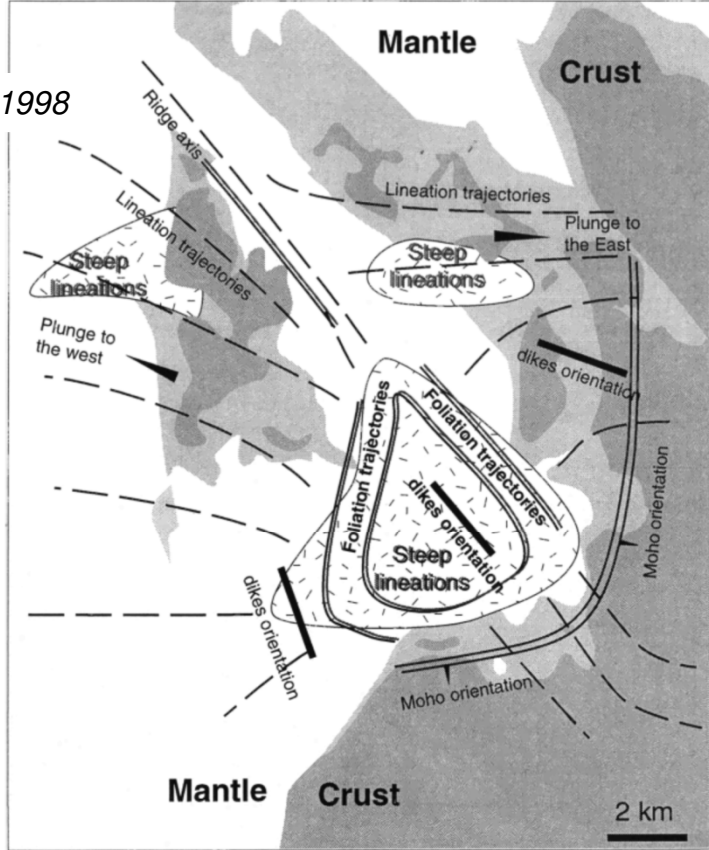 Mantle
Crust
1998
Ridge axis
Lineation trajectories
Lineation trajectories
Plunge to
the East
Steep
lineations
Steep
lineations
Plunge to
the west
dikes orientation
Foliation trajectories
Foliation trajectories
dikes orientation
Steep
lineations
Moho orientation
dikes orientation
Moho orientation
Mantle
Crust
2 km